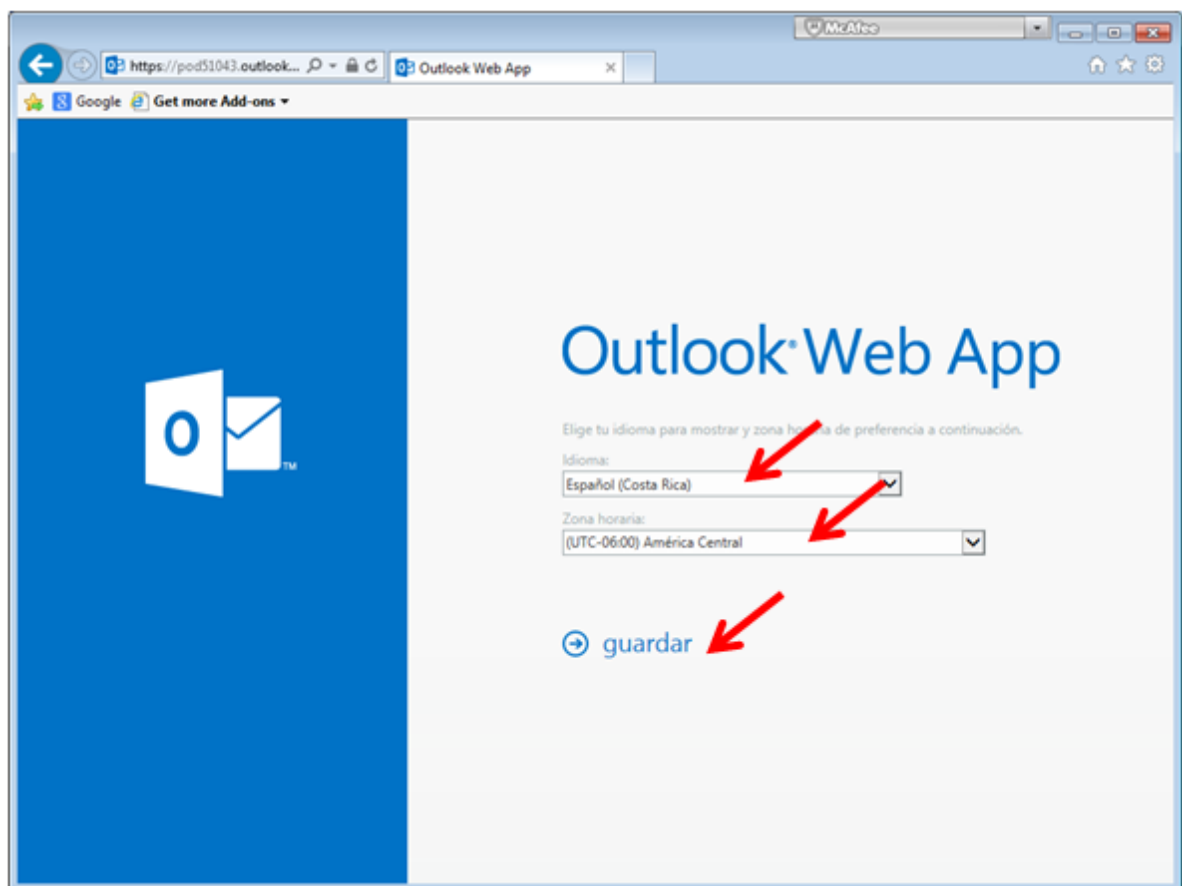 McAfee
https://pod51043.outlook...
Outlook Web App
Google Get more Add-ons
Outlook® Web App
Elige tu idioma para mostrar y zona horaria de preferencia a continuación.
Idioma:
Español (Costa Rica)
Zona horaria:
(UTC-06:00) América Central
guardar
O
TM